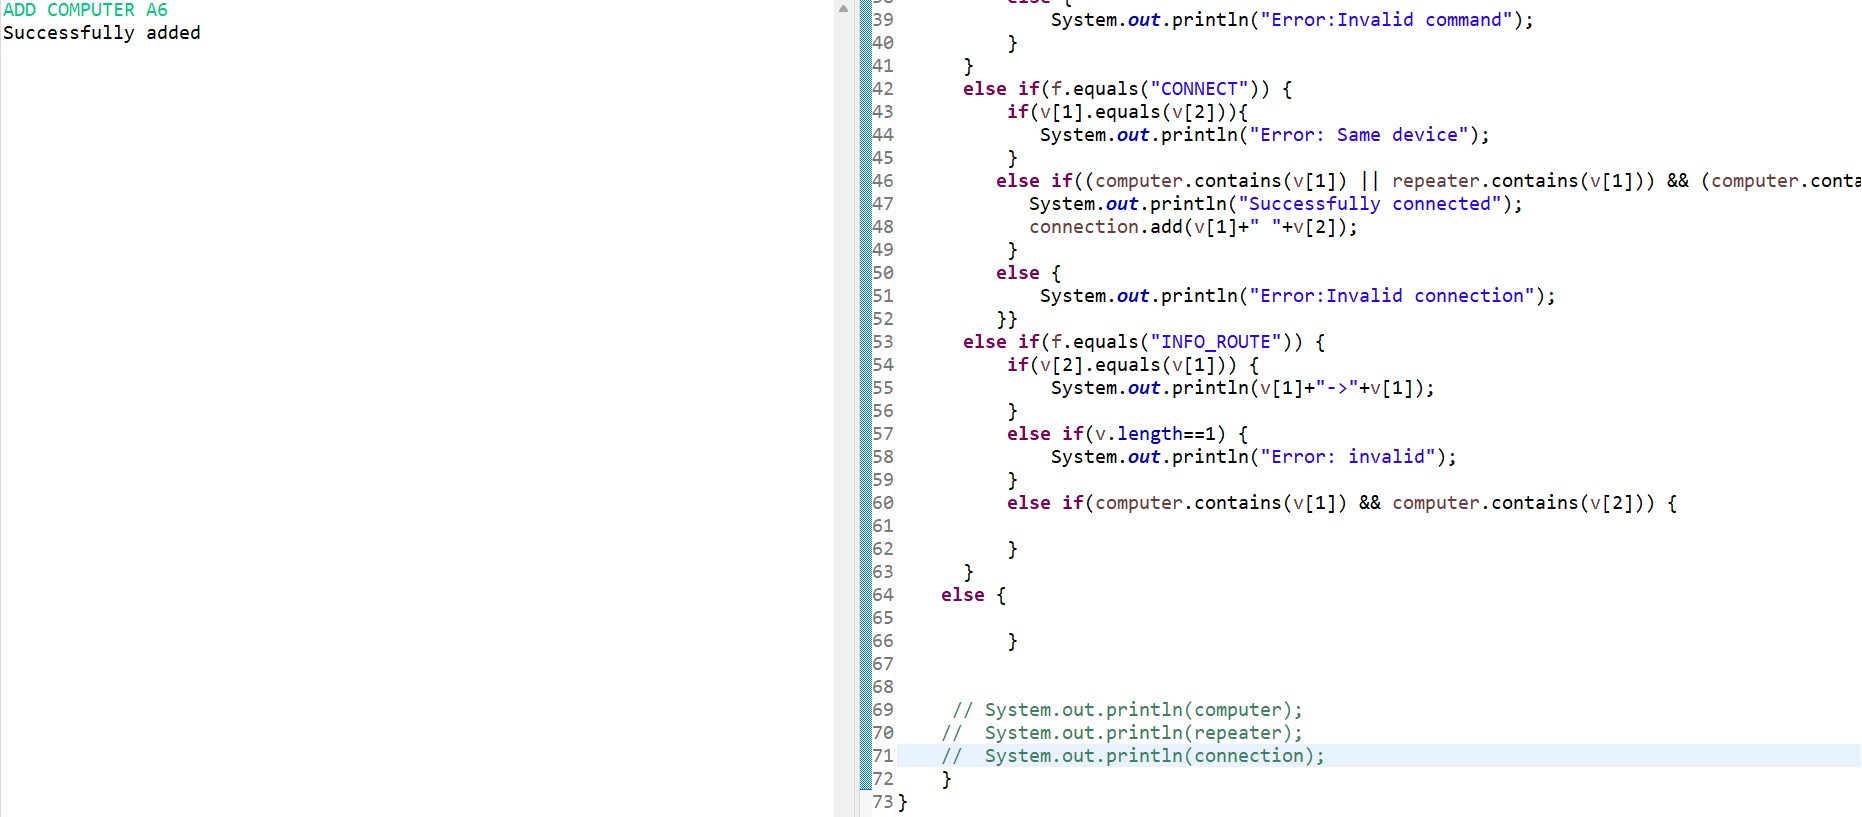 ADD COMPUTER A6
Successfully added
39 System.out.println("Error:Invalid command");
40 }
41 }
42 else if(f.equals("CONNECT")) {
43 if(v[1].equals(v[2])){
44 System.out.println("Error: Same device");
45 }
46 else if((computer.contains(v[1]) || repeater.contains(v[1])) && (computer.conta
47 System.out.println("Successfully connected");
48 connection.add(v[1]+" "+v[2]);
49 }
50 else {
51 System.out.println("Error:Invalid connection");
52 }}
53 else if(f.equals("INFO_ROUTE")) {
54 if(v[2].equals(v[1])) {
55 System.out.println(v[1]+"->"+v[1]);
56 }
57 else if(v.length==1) {
58 System.out.println("Error: invalid");
59 }
60 else if(computer.contains(v[1]) && computer.contains(v[2])) {
61
62 }
63 }
64 else {
65
66 }
67
68
69 // System.out.println(computer);
70 // System.out.println(repeater);
71 // System.out.println(connection);
72 }
73 }